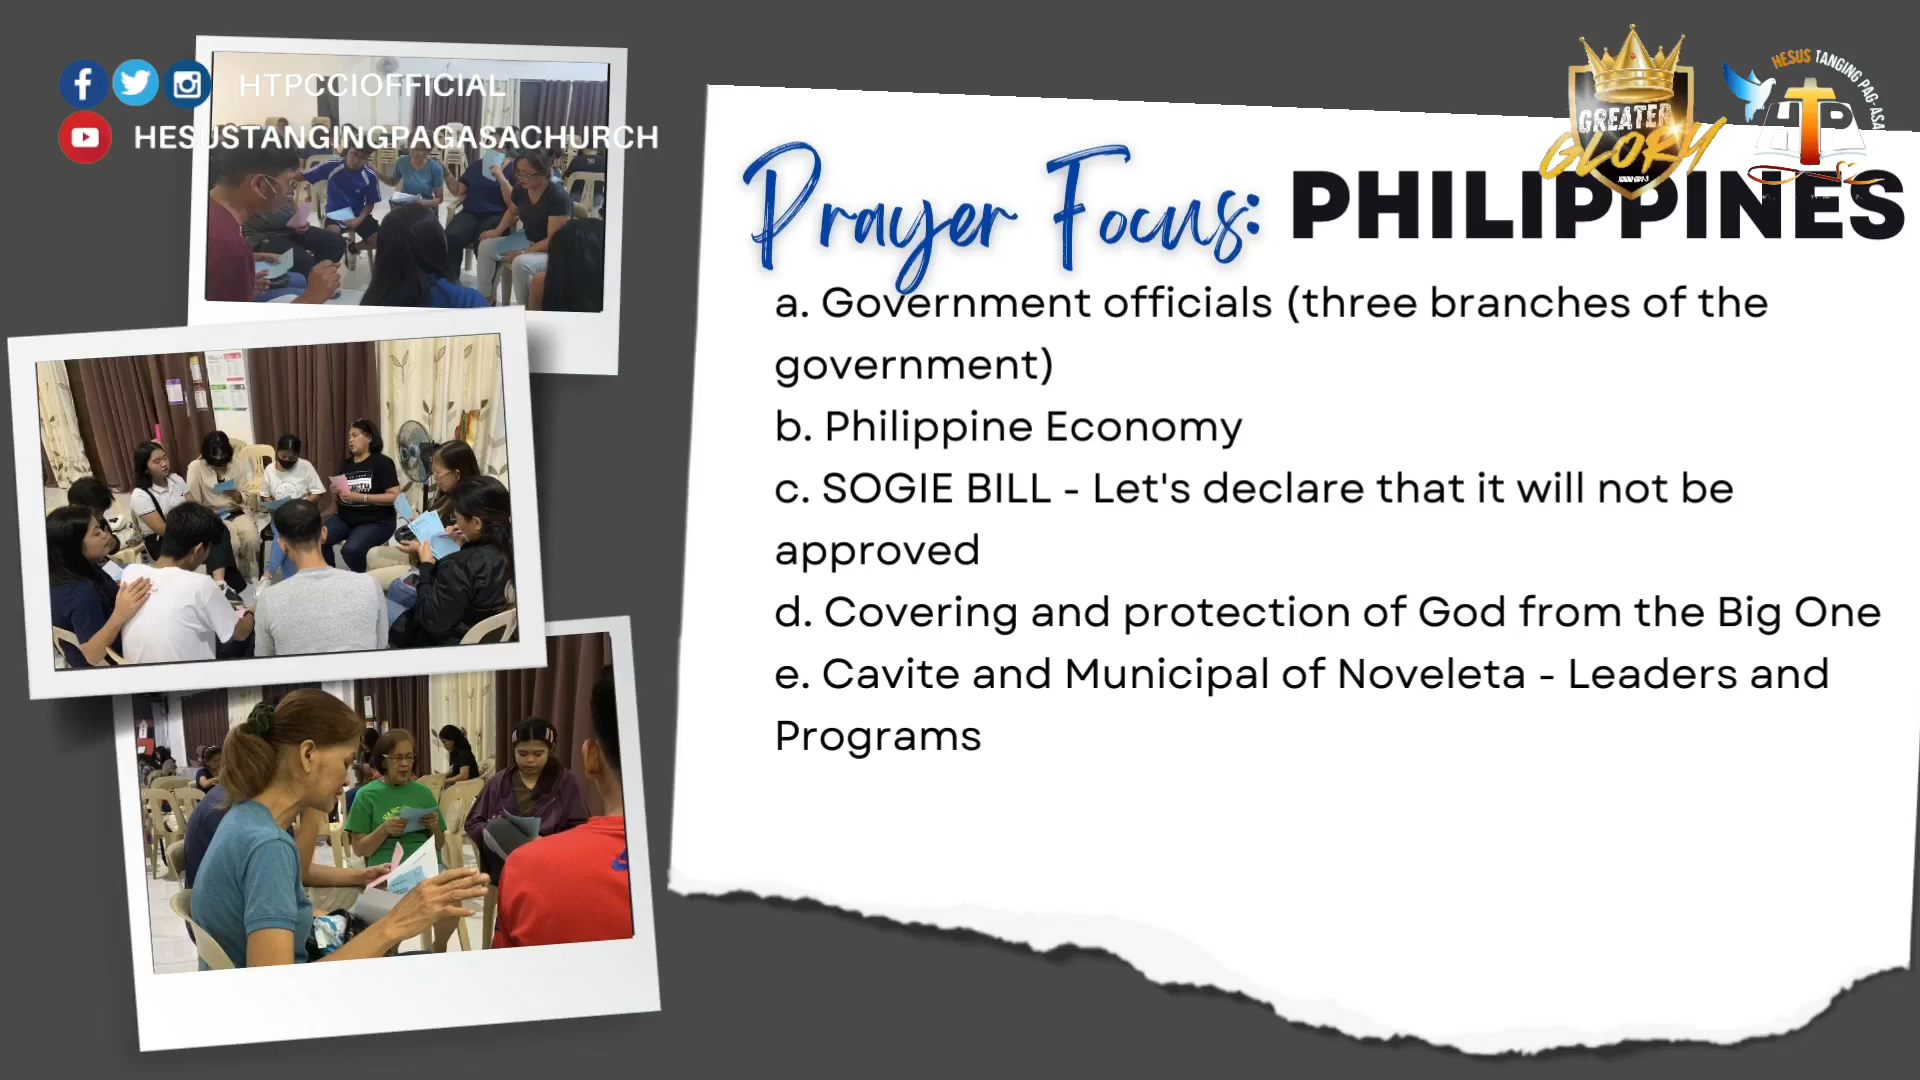 HTPCCIOFFICIAL
HESUSTANGINGPAGASACHURCH
GREATER
GLORY
HESUS TANGING PAG-ASA
HTP
Prayer Focus: PHILIPPINES
a. Government officials (three branches of the
government)
b. Philippine Economy
c. SOGIE BILL - Let's declare that it will not be
approved
d. Covering and protection of God from the Big One
e. Cavite and Municipal of Noveleta - Leaders and
Programs